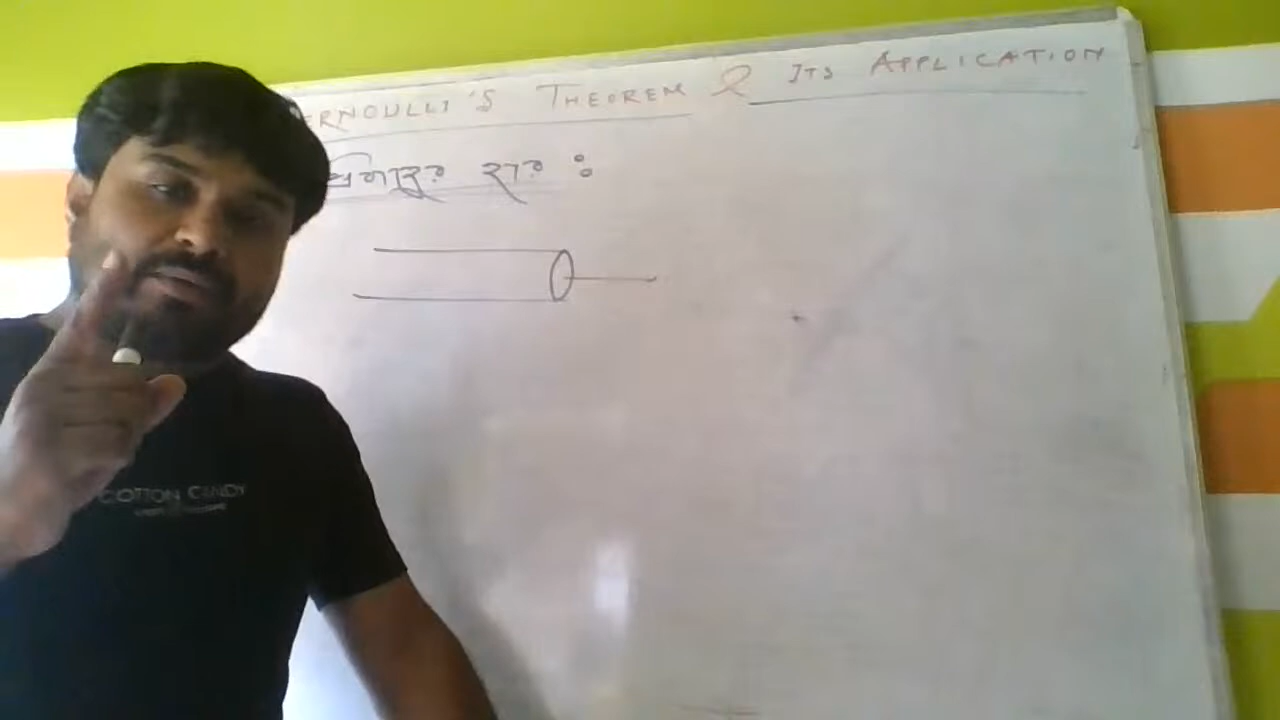 ERNOULLI'S THEOREM & ITS APPLICATION
হার :
COTTON CANDY